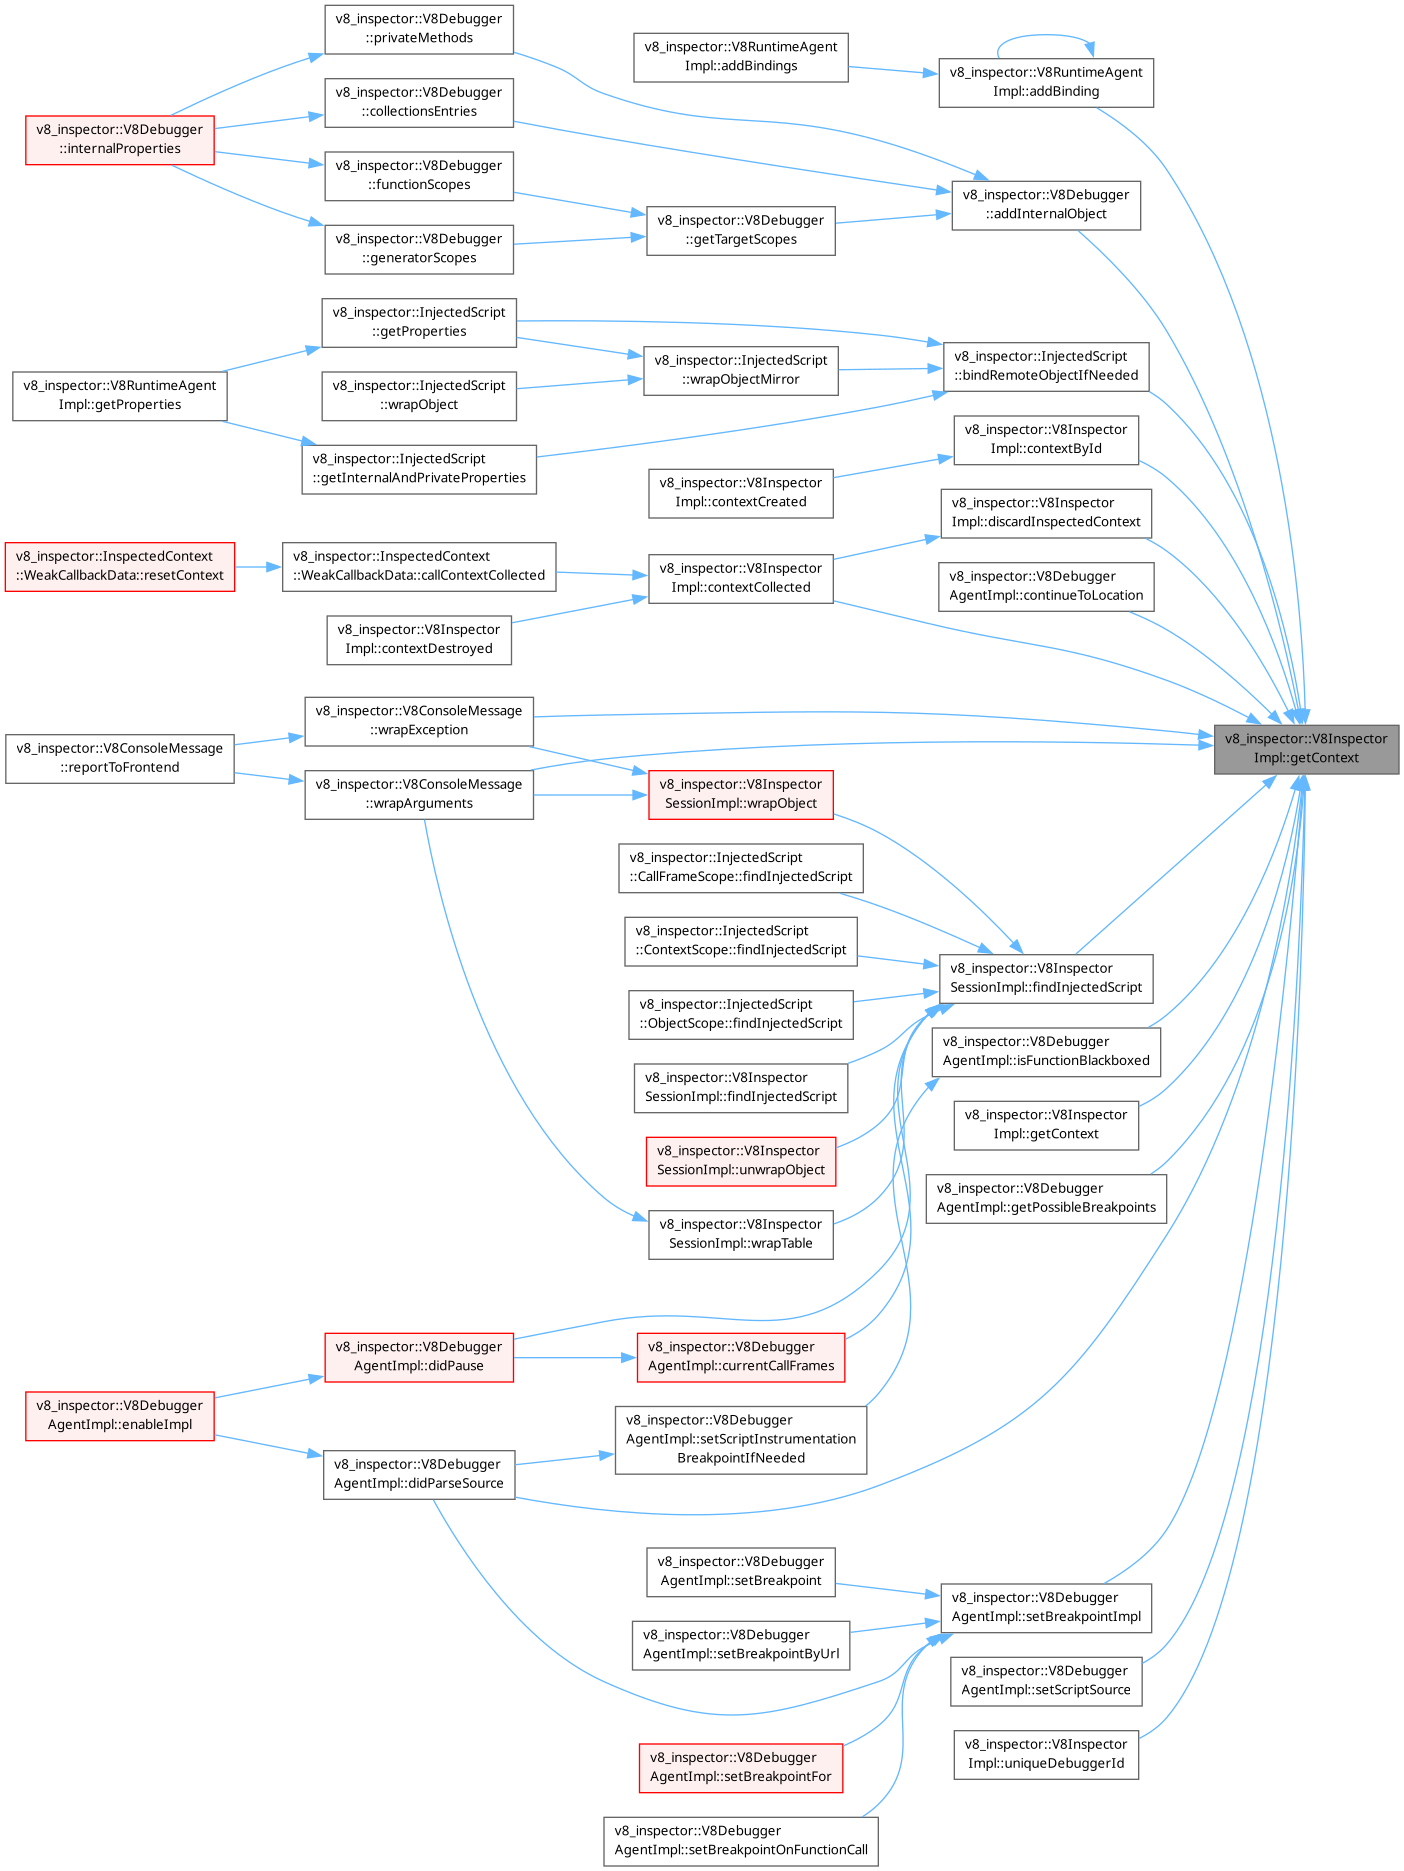 v8_inspector::V8Debugger
::privateMethods
v8_inspector::V8RuntimeAgent
Impl::addBindings
v8_inspector::V8RuntimeAgent
Impl::addBinding
v8_inspector::V8Debugger
::collectionsEntries
v8_inspector::V8Debugger
::internalProperties
v8_inspector::V8Debugger
::functionScopes
v8_inspector::V8Debugger
::addInternalObject
v8_inspector::V8Debugger
::getTargetScopes
v8_inspector::V8Debugger
::generatorScopes
v8_inspector::InjectedScript
::getProperties
v8_inspector::InjectedScript
::wrapObjectMirror
v8_inspector::InjectedScript
::bindRemoteObjectIfNeeded
v8_inspector::V8RuntimeAgent
Impl::getProperties
v8_inspector::InjectedScript
::wrapObject
v8_inspector::V8Inspector
Impl::contextById
v8_inspector::InjectedScript
::getInternalAndPrivateProperties
v8_inspector::V8Inspector
Impl::contextCreated
v8_inspector::V8Inspector
Impl::discardInspectedContext
v8_inspector::InspectedContext
::WeakCallbackData::resetContext
v8_inspector::InspectedContext
::WeakCallbackData::callContextCollected
v8_inspector::V8Inspector
Impl::contextCollected
v8_inspector::V8Debugger
AgentImpl::continueToLocation
v8_inspector::V8Inspector
Impl::contextDestroyed
v8_inspector::V8ConsoleMessage
::wrapException
v8_inspector::V8ConsoleMessage
::reportToFrontend
v8_inspector::V8Inspector
Impl::getContext
v8_inspector::V8ConsoleMessage
::wrapArguments
v8_inspector::V8Inspector
SessionImpl::wrapObject
v8_inspector::InjectedScript
::CallFrameScope::findInjectedScript
v8_inspector::InjectedScript
::ContextScope::findInjectedScript
v8_inspector::V8Inspector
SessionImpl::findInjectedScript
v8_inspector::InjectedScript
::ObjectScope::findInjectedScript
v8_inspector::V8Debugger
AgentImpl::isFunctionBlackboxed
v8_inspector::V8Inspector
SessionImpl::findInjectedScript
v8_inspector::V8Inspector
Impl::getContext
v8_inspector::V8Inspector
SessionImpl::unwrapObject
v8_inspector::V8Debugger
AgentImpl::getPossibleBreakpoints
v8_inspector::V8Inspector
SessionImpl::wrapTable
v8_inspector::V8Debugger
AgentImpl::didPause
v8_inspector::V8Debugger
AgentImpl::currentCallFrames
v8_inspector::V8Debugger
AgentImpl::enableImpl
v8_inspector::V8Debugger
AgentImpl::setScriptInstrumentation
BreakpointIfNeeded
v8_inspector::V8Debugger
AgentImpl::didParseSource
v8_inspector::V8Debugger
AgentImpl::setBreakpoint
v8_inspector::V8Debugger
AgentImpl::setBreakpointImpl
v8_inspector::V8Debugger
AgentImpl::setBreakpointByUrl
v8_inspector::V8Debugger
AgentImpl::setScriptSource
v8_inspector::V8Debugger
AgentImpl::setBreakpointFor
v8_inspector::V8Inspector
Impl::uniqueDebuggerId
v8_inspector::V8Debugger
AgentImpl::setBreakpointOnFunctionCall